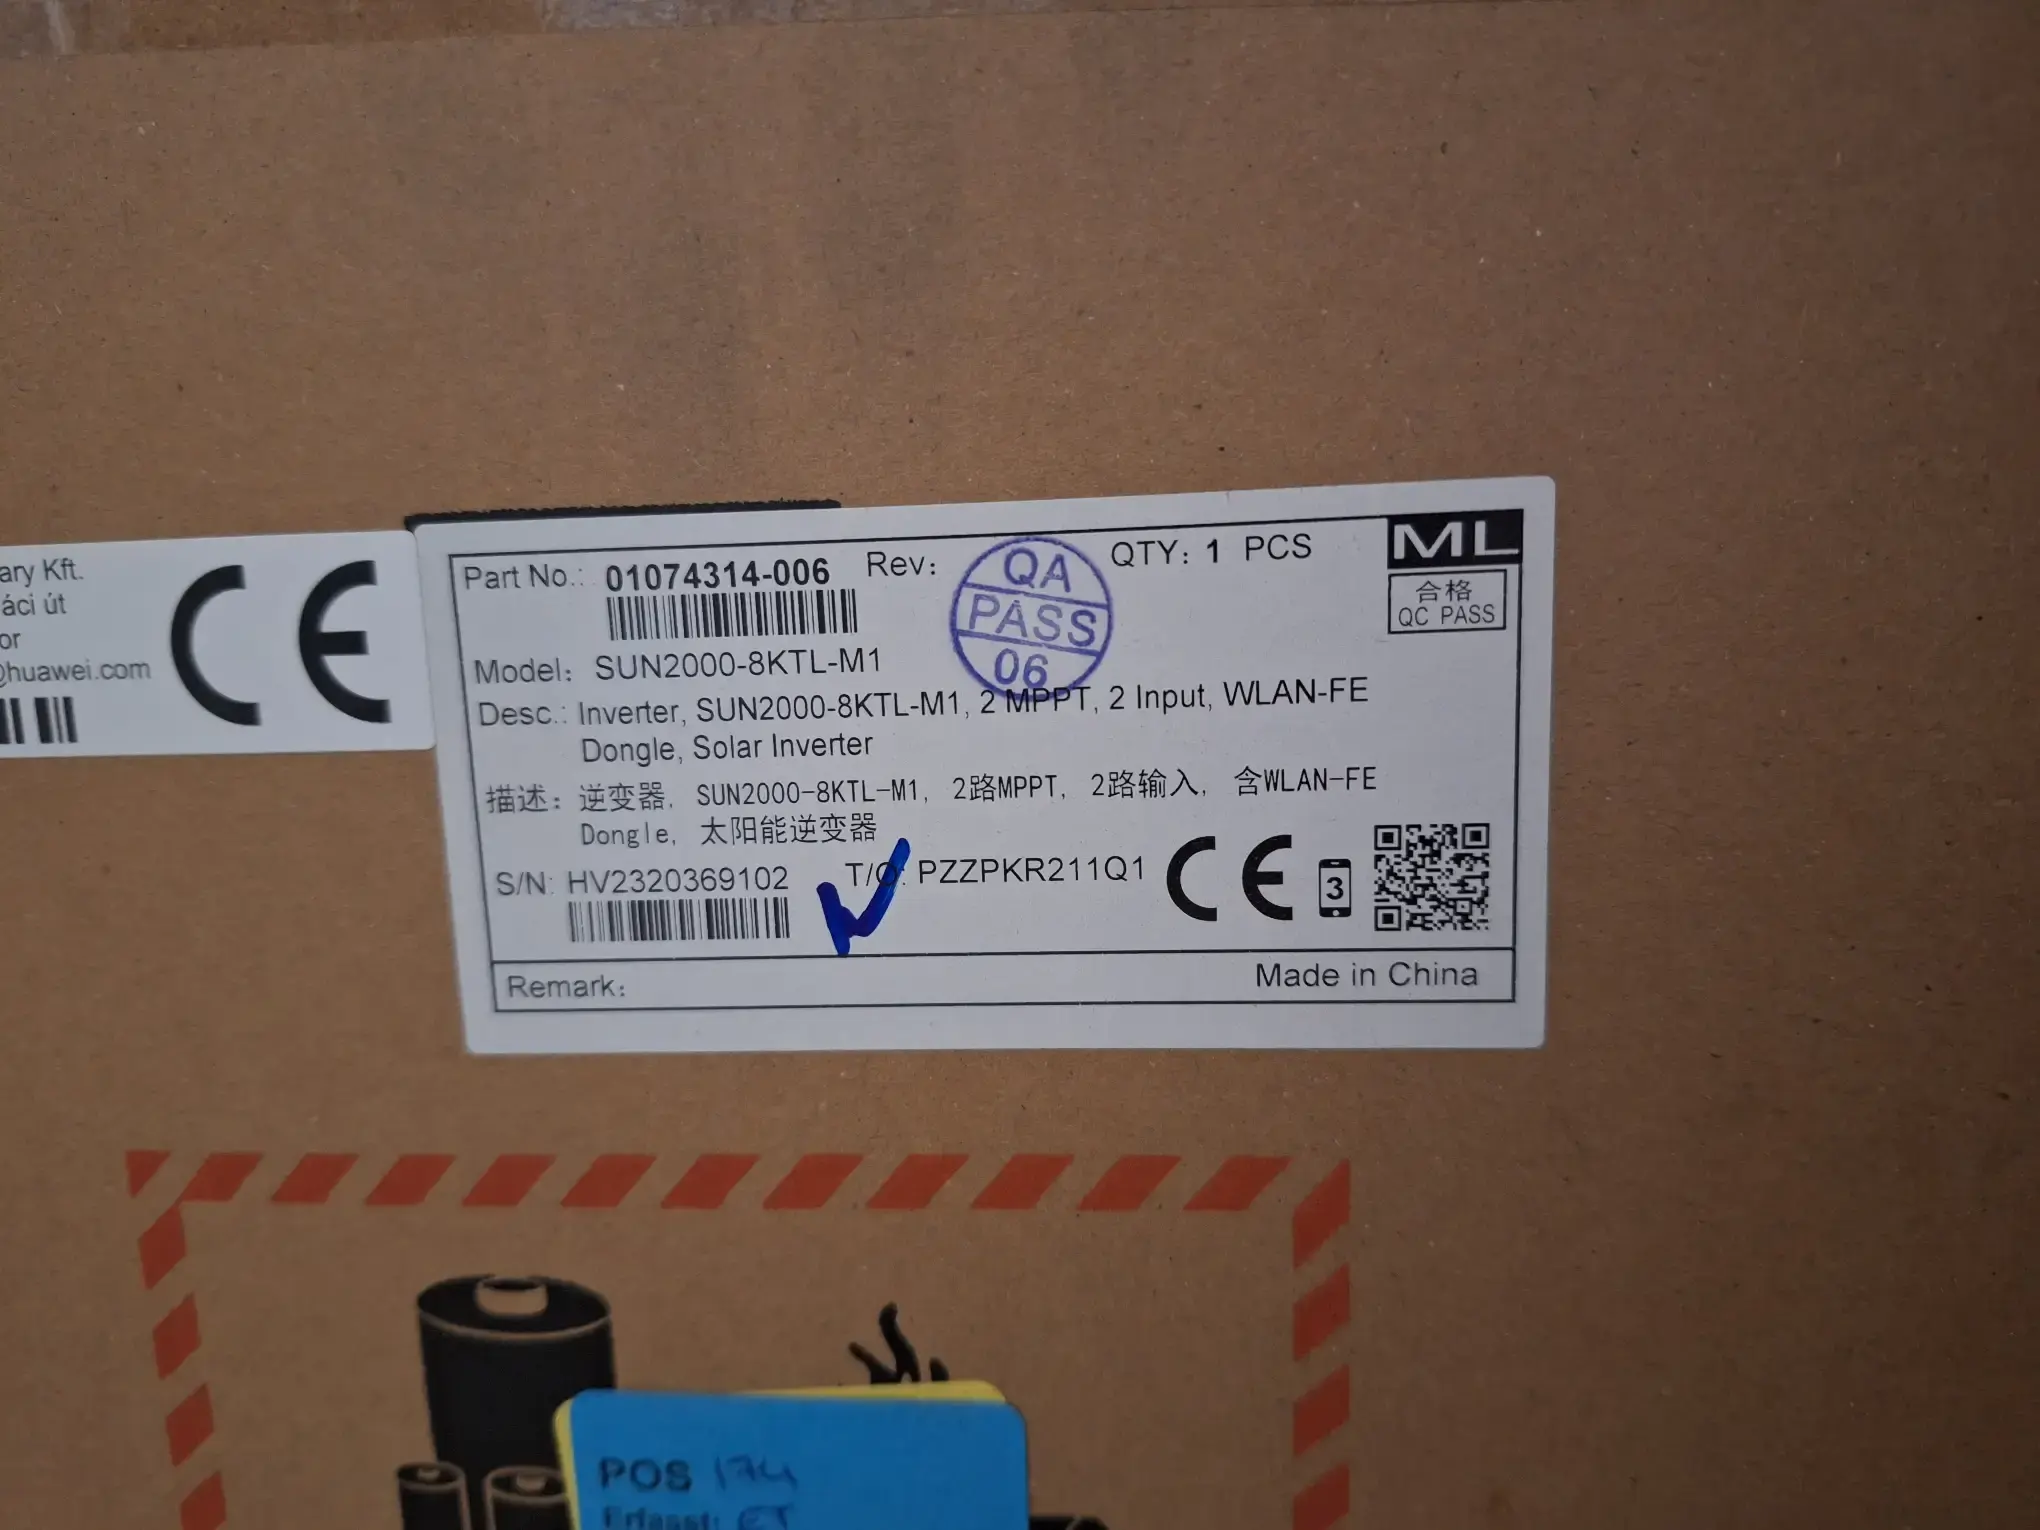 ary Kft.
áci út
or
@huawei.com
CE
Part No.: 01074314-006 Rev: QTY: 1 PCS
ML
合格
QC PASS
QA
PASS
06
Model: SUN2000-8KTL-M1
Desc.: Inverter, SUN2000-8KTL-M1, 2 MPPT, 2 Input, WLAN-FE
Dongle, Solar Inverter
描述: 逆变器, SUN2000-8KTL-M1, 2路MPPT, 2路输入, 含WLAN-FE
Dongle, 太阳能逆变器
S/N: HV2320369102 T/O: PZZPKR211Q1 CE 3
Remark: Made in China
POS 174
Erfasst: ET